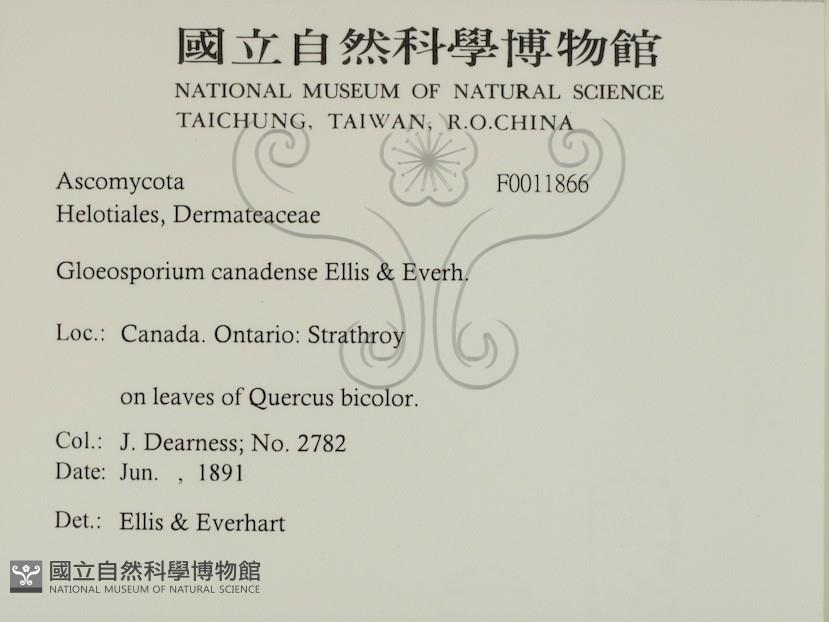 國立自然科學博物館
NATIONAL MUSEUM OF NATURAL SCIENCE
TAICHUNG, TAIWAN, R.O.CHINA
Ascomycota F0011866
Helotiales, Dermateaceae
Gloeosporium canadense Ellis & Everh.
Loc.: Canada. Ontario: Strathroy
on leaves of Quercus bicolor.
Col.: J. Dearness; No. 2782
Date: Jun. , 1891
Det.: Ellis & Everhart
國立自然科學博物館
NATIONAL MUSEUM OF NATURAL SCIENCE